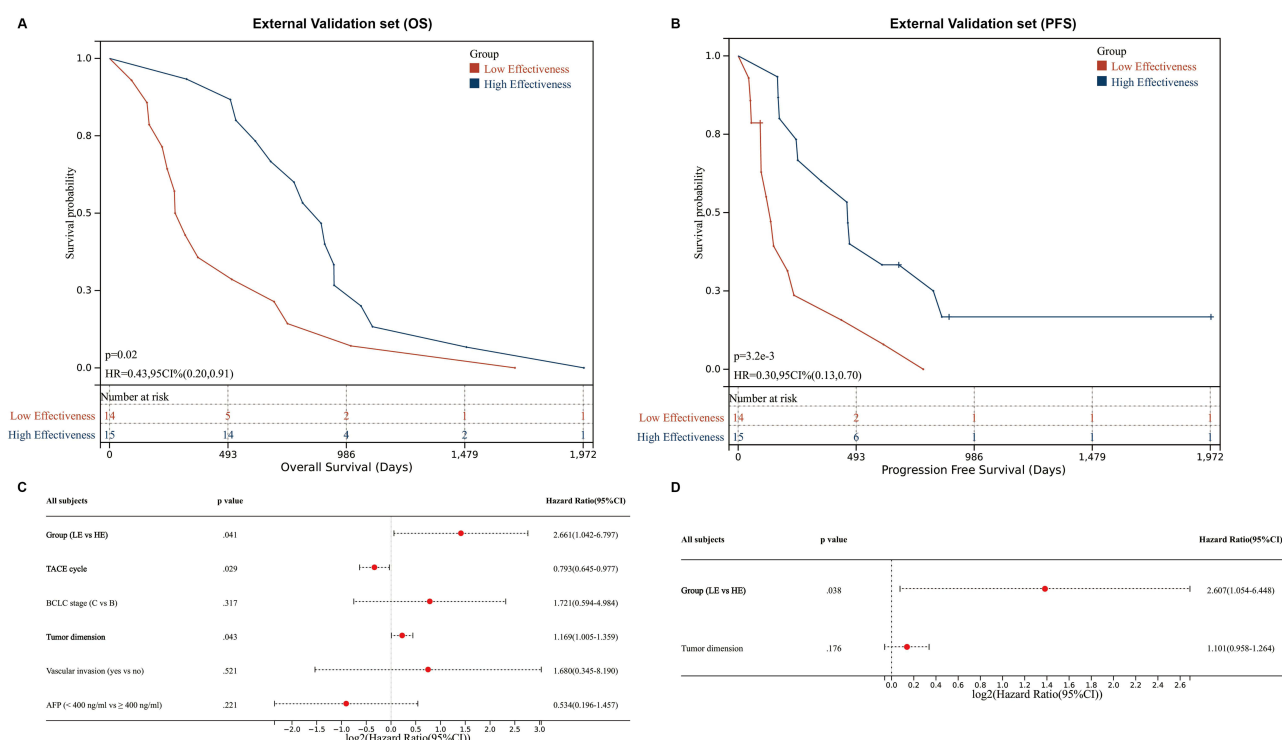 A
External Validation set (OS)
Group
Low Effectiveness
High Effectiveness
Survival probability
1.0
0.8
0.5
0.3
0.0
p=0.02
HR=0.43,95CI%(0.20,0.91)
Number at risk
Low Effectiveness 14 5 2 1 1
High Effectiveness 15 14 4 2 1
0 493 986 1,479 1,972
Overall Survival (Days)
B
External Validation set (PFS)
Group
Low Effectiveness
High Effectiveness
Survival probability
1.0
0.8
0.5
0.3
0.0
p=3.2e-3
HR=0.30,95CI%(0.13,0.70)
Number at risk
Low Effectiveness 14 2 1 1 1
High Effectiveness 15 6 1 1 1
0 493 986 1,479 1,972
Progression Free Survival (Days)
C
All subjects p value Hazard Ratio(95%CI)
Group (LE vs HE) .041 2.661(1.042-6.797)
TACE cycle .029 0.793(0.645-0.977)
BCLC stage (C vs B) .317 1.721(0.594-4.984)
Tumor dimension .043 1.169(1.005-1.359)
Vascular invasion (yes vs no) .521 1.680(0.345-8.190)
AFP (< 400 ng/ml vs ≥ 400 ng/ml) .221 0.534(0.196-1.457)
−2.0 −1.5 −1.0 −0.5 0.0 0.5 1.0 1.5 2.0 2.5 3.0
log2(Hazard Ratio(95%CI))
D
All subjects p value Hazard Ratio(95%CI)
Group (LE vs HE) .038 2.607(1.054-6.448)
Tumor dimension .176 1.101(0.958-1.264)
0.0 0.2 0.4 0.6 0.8 1.0 1.2 1.4 1.6 1.8 2.0 2.2 2.4 2.6
log2(Hazard Ratio(95%CI))